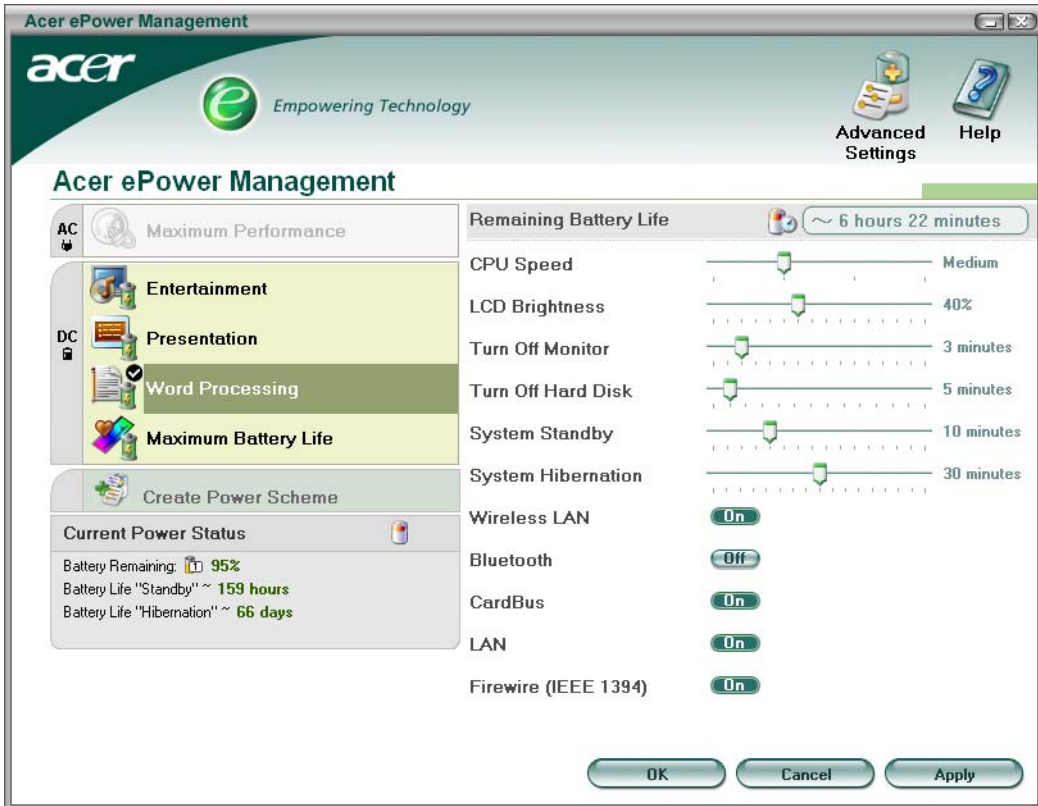 Acer ePower Management
acer
e Empowering Technology
Advanced Settings
Help
Acer ePower Management
AC
Maximum Performance
DC
Entertainment
Presentation
Word Processing
Maximum Battery Life
Create Power Scheme
Current Power Status
Battery Remaining: 1 95%
Battery Life "Standby" ~ 159 hours
Battery Life "Hibernation" ~ 66 days
Remaining Battery Life ~ 6 hours 22 minutes
CPU Speed Medium
LCD Brightness 40%
Turn Off Monitor 3 minutes
Turn Off Hard Disk 5 minutes
System Standby 10 minutes
System Hibernation 30 minutes
Wireless LAN On
Bluetooth Off
CardBus On
LAN On
Firewire (IEEE 1394) On
OK Cancel Apply